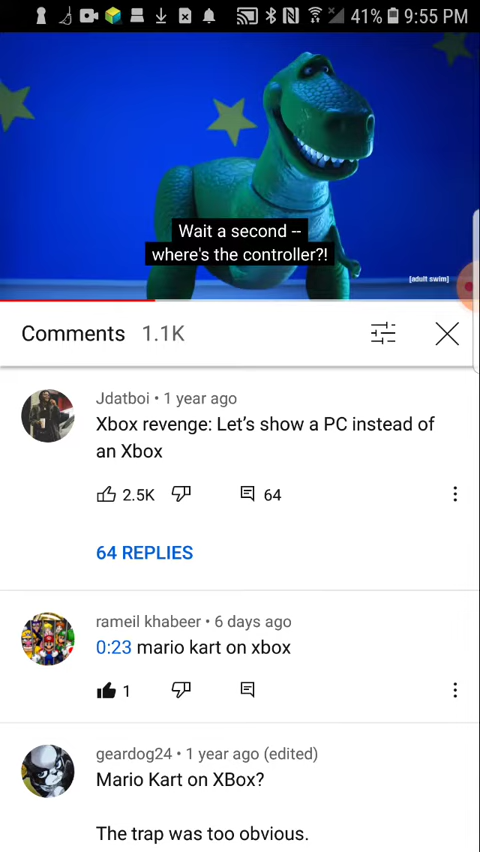 41% 9:55 PM
Wait a second --
where's the controller?!
[adult swim]
Comments 1.1K
Jdatboi • 1 year ago
Xbox revenge: Let's show a PC instead of
an Xbox
2.5K 64
64 REPLIES
rameil khabeer • 6 days ago
0:23 mario kart on xbox
1
geardog24 • 1 year ago (edited)
Mario Kart on XBox?
The trap was too obvious.